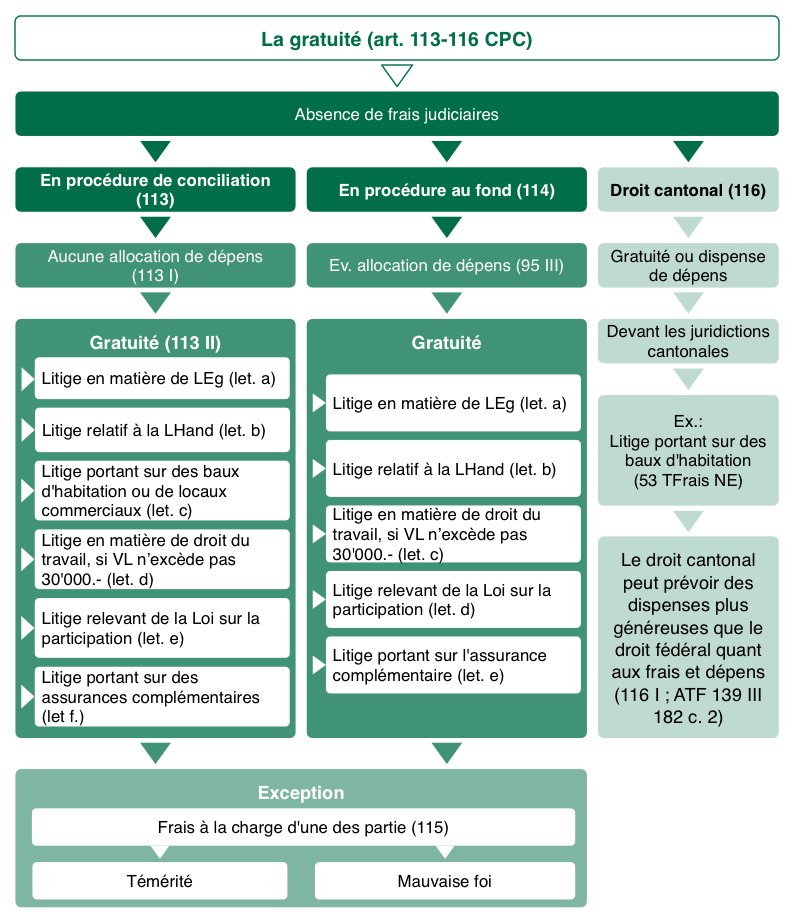 La gratuité (art. 113-116 CPC)
Absence de frais judiciaires
En procédure de conciliation
(113)
Aucune allocation de dépens
(113 I)
Gratuité (113 II)
Litige en matière de LEg (let. a)
Litige relatif à la LHand (let. b)
Litige portant sur des baux
d'habitation ou de locaux
commerciaux (let. c)
Litige en matière de droit du
travail, si VL n’excède pas
30'000.- (let. d)
Litige relevant de la Loi sur la
participation (let. e)
Litige portant sur des
assurances complémentaires
(let f.)
En procédure au fond (114)
Ev. allocation de dépens (95 III)
Gratuité
Litige en matière de LEg (let. a)
Litige relatif à la LHand (let. b)
Litige en matière de droit du
travail, si VL n’excède pas
30'000.- (let. c)
Litige relevant de la Loi sur la
participation (let. d)
Litige portant sur l'assurance
complémentaire (let. e)
Droit cantonal (116)
Gratuité ou dispense
de dépens
Devant les juridictions
cantonales
Ex.:
Litige portant sur des
baux d'habitation
(53 TFrais NE)
Le droit cantonal
peut prévoir des
dispenses plus
généreuses que le
droit fédéral quant
aux frais et dépens
(116 I ; ATF 139 III
182 c. 2)
Exception
Frais à la charge d'une des partie (115)
Témérité
Mauvaise foi